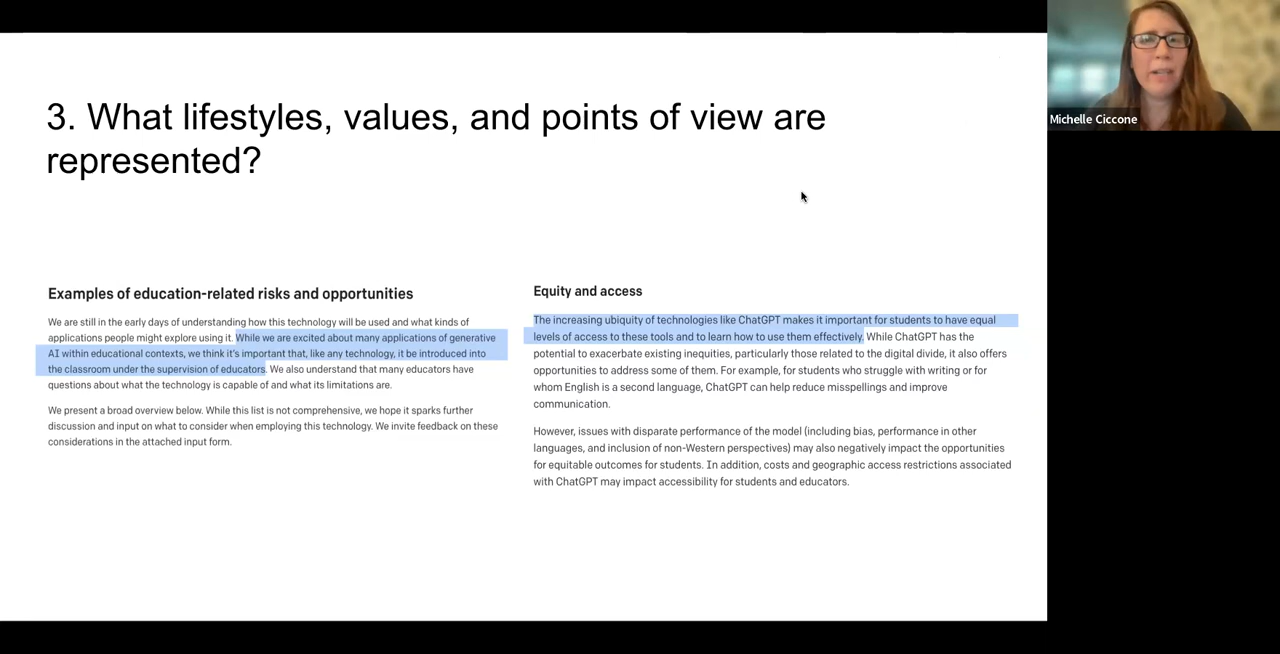 3. What lifestyles, values, and points of view are
represented?
Examples of education-related risks and opportunities
We are still in the early days of understanding how this technology will be used and what kinds of
applications people might explore using it. While we are excited about many applications of generative
AI within educational contexts, we think it's important that, like any technology, it be introduced into
the classroom under the supervision of educators. We also understand that many educators have
questions about what the technology is capable of and what its limitations are.
We present a broad overview below. While this list is not comprehensive, we hope it sparks further
discussion and input on what to consider when employing this technology. We invite feedback on these
considerations in the attached input form.
Equity and access
The increasing ubiquity of technologies like ChatGPT makes it important for students to have equal
levels of access to these tools and to learn how to use them effectively. While ChatGPT has the
potential to exacerbate existing inequities, particularly those related to the digital divide, it also offers
opportunities to address some of them. For example, for students who struggle with writing or for
whom English is a second language, ChatGPT can help reduce misspellings and improve
communication.
However, issues with disparate performance of the model (including bias, performance in other
languages, and inclusion of non-Western perspectives) may also negatively impact the opportunities
for equitable outcomes for students. In addition, costs and geographic access restrictions associated
with ChatGPT may impact accessibility for students and educators.
Michelle Ciccone